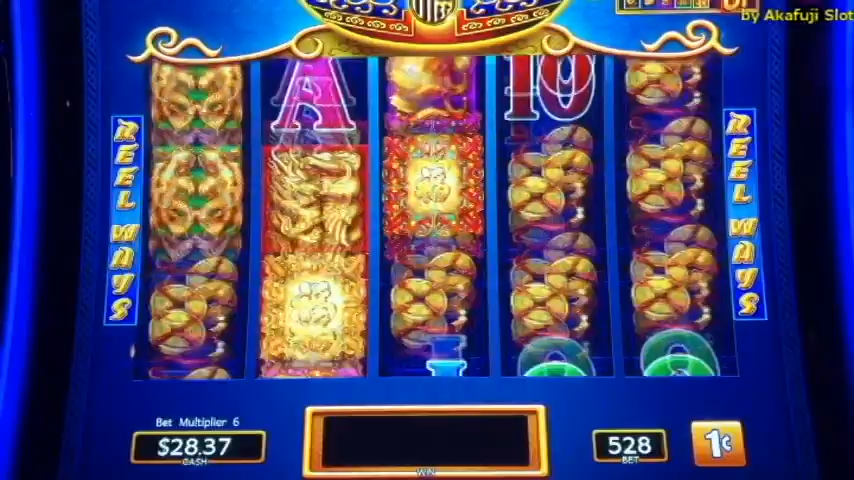 by Akafuji Slot
A
10
REEL WAYS
REEL WAYS
J
Bet Multiplier 6
$28.37
CASH
WIN
528
BET
1¢